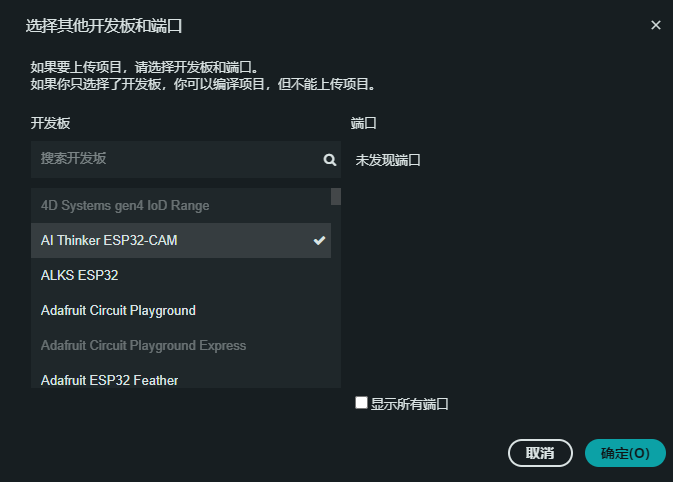 选择其他开发板和端口
如果要上传项目，请选择开发板和端口。
如果你只选择了开发板，你可以编译项目，但不能上传项目。
开发板
端口
搜索开发板
未发现端口
4D Systems gen4 IoD Range
AI Thinker ESP32-CAM
ALKS ESP32
Adafruit Circuit Playground
Adafruit Circuit Playground Express
Adafruit ESP32 Feather
显示所有端口
取消
确定(O)